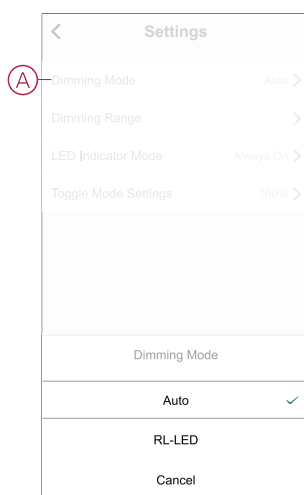 Settings
A
Dimming Mode Auto
Dimming Range
LED Indicator Mode Always On
Toggle Mode Settings 100%
Dimming Mode
Auto
RL-LED
Cancel